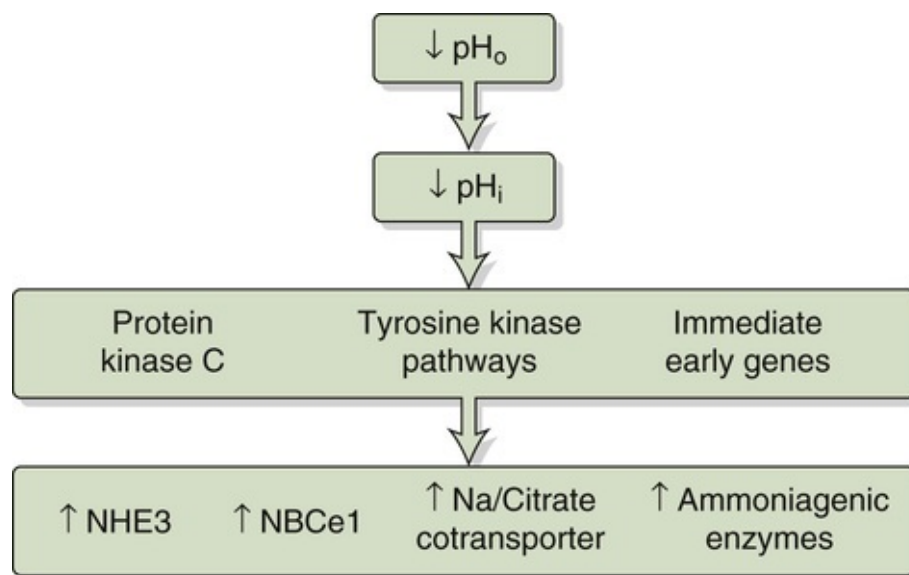 ↓ pHₒ
↓ pHᵢ
Protein kinase C
Tyrosine kinase pathways
Immediate early genes
↑ NHE3
↑ NBCe1
↑ Na/Citrate cotransporter
↑ Ammoniagenic enzymes